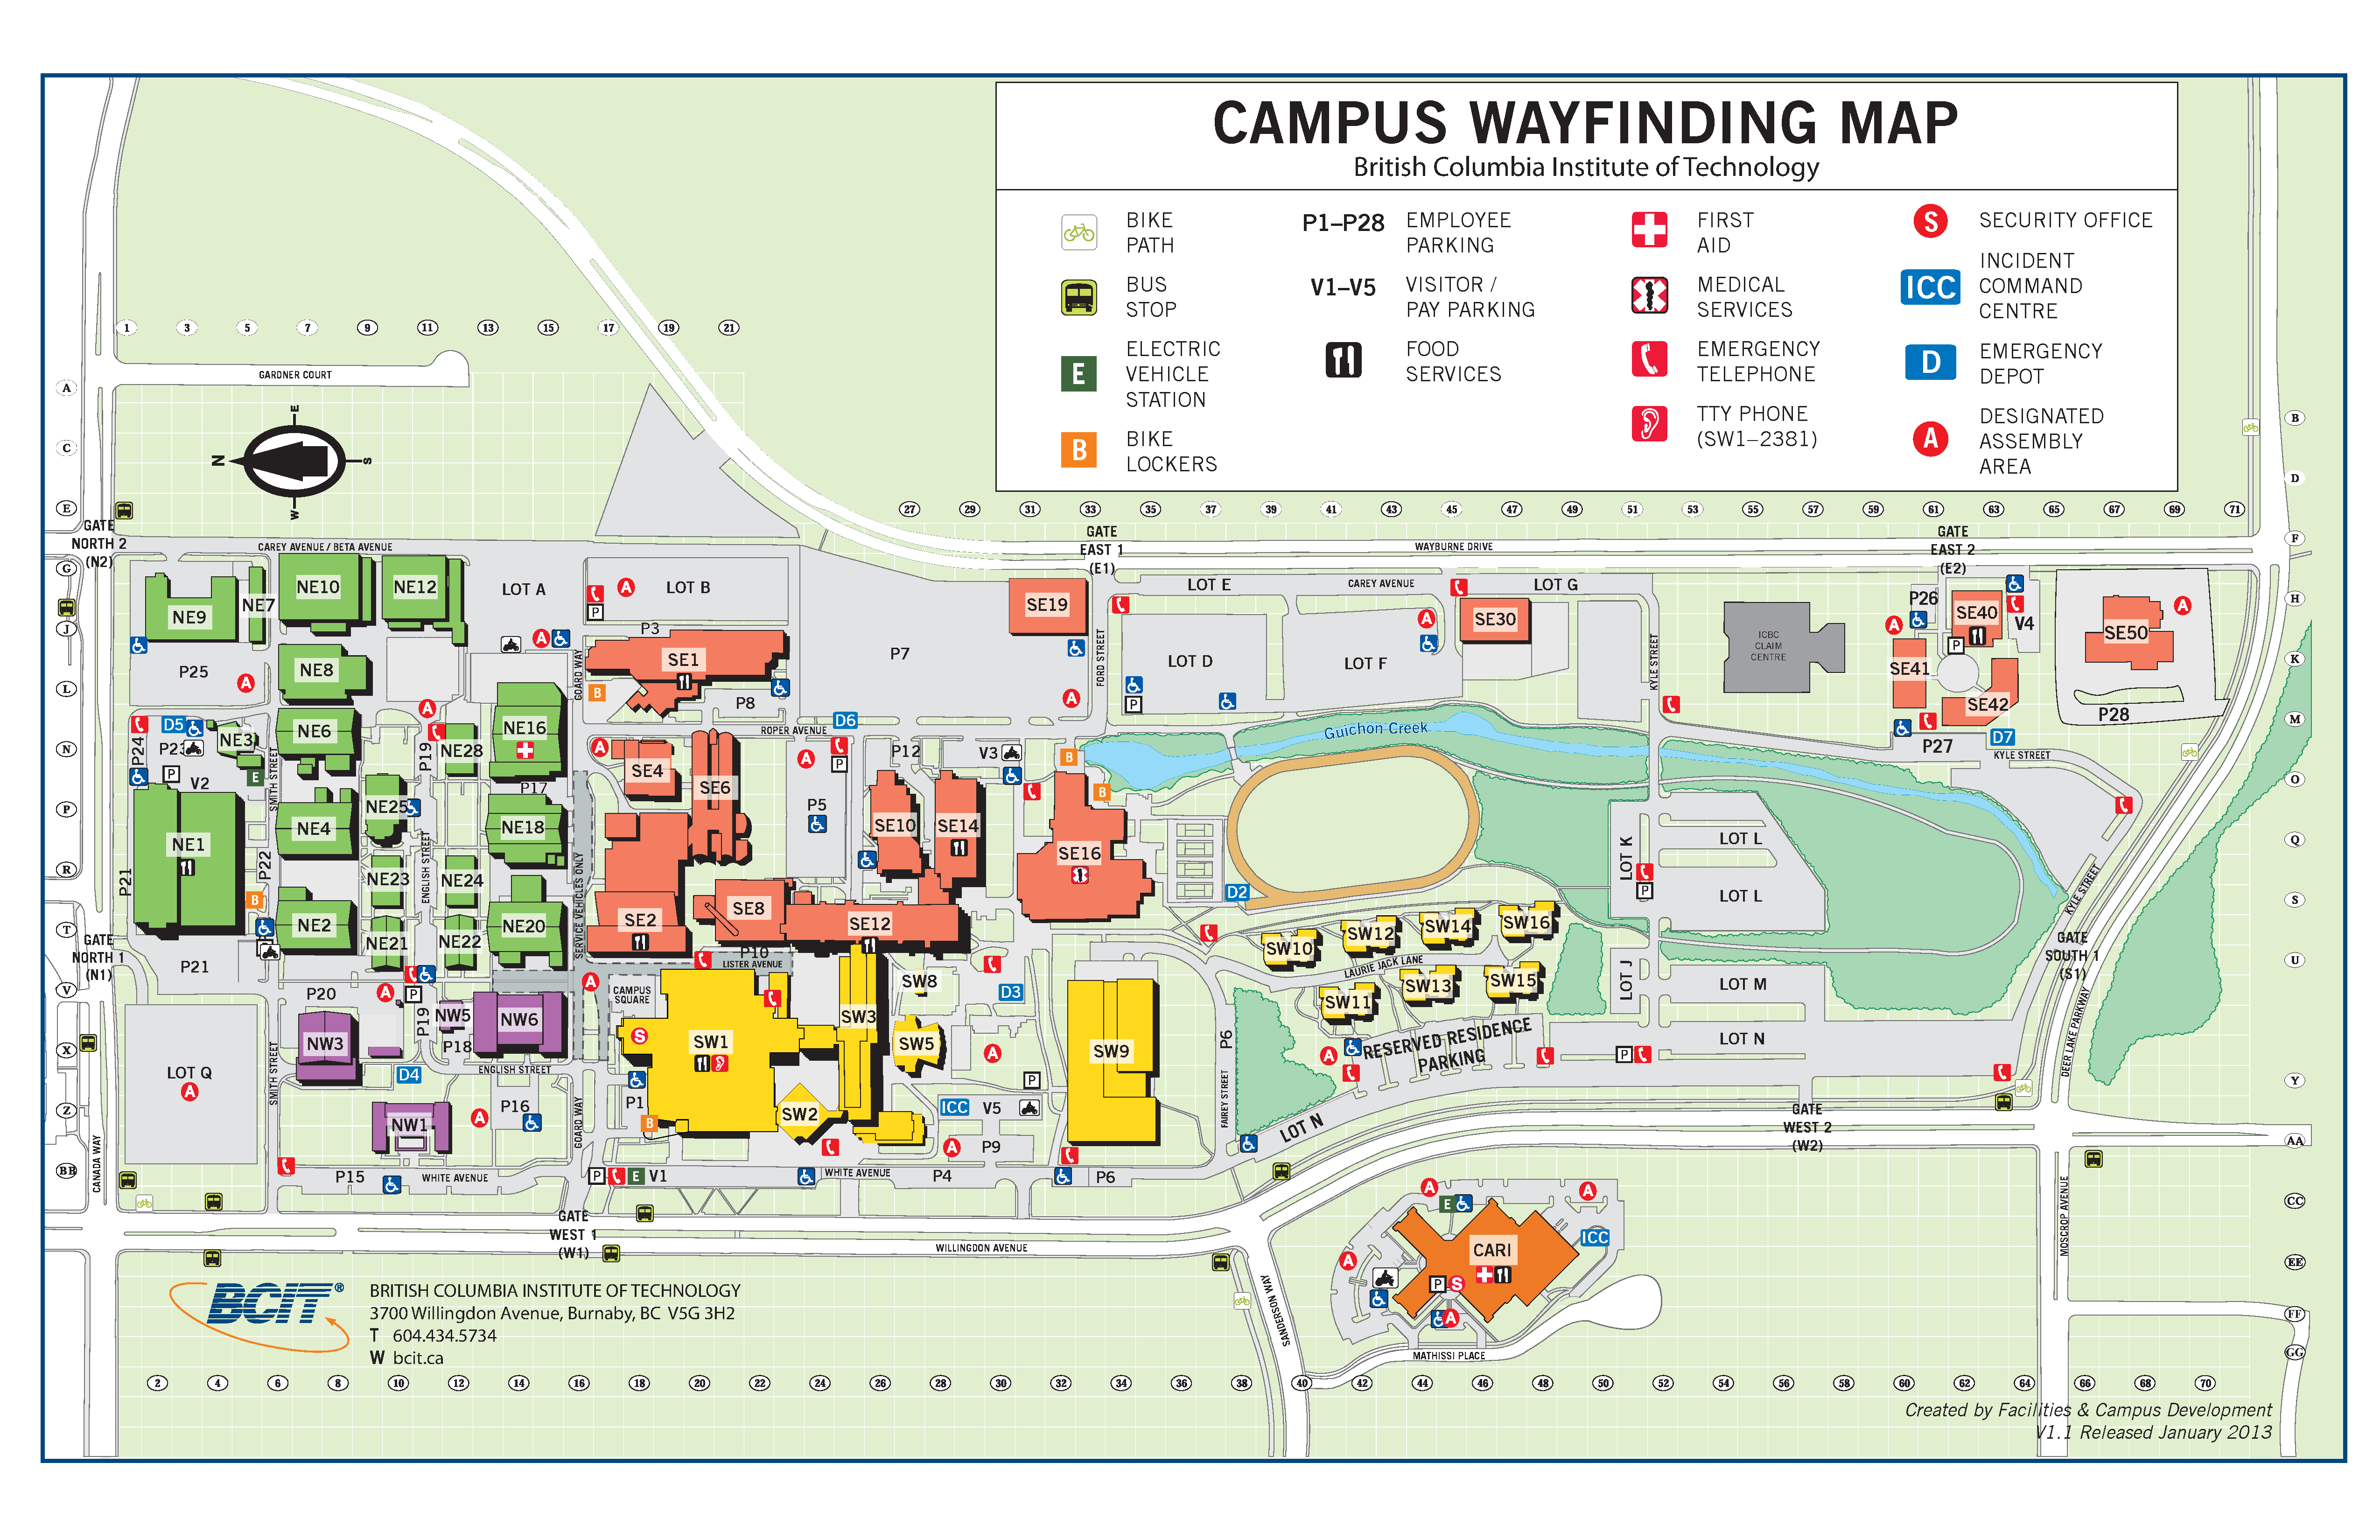 CAMPUS WAYFINDING MAP
British Columbia Institute of Technology
BIKE
PATH
BUS
STOP
E
ELECTRIC
VEHICLE
STATION
B
BIKE
LOCKERS
P1–P28
EMPLOYEE
PARKING
V1–V5
VISITOR /
PAY PARKING
FOOD
SERVICES
FIRST
AID
MEDICAL
SERVICES
EMERGENCY
TELEPHONE
TTY PHONE
(SW1–2381)
S
SECURITY OFFICE
ICC
INCIDENT
COMMAND
CENTRE
D
EMERGENCY
DEPOT
A
DESIGNATED
ASSEMBLY
AREA
1 3 5 7 9 11 13 15 17 19 21
GARDNER COURT
A
C
E
G
J
L
N
P
R
T
V
X
Z
BB
N
E
S
W
27 29 31 33 35 37 39 41 43 45 47 49 51 53 55 57 59 61 63 65 67 69 71
B
D
F
H
K
M
O
Q
S
U
W
Y
AA
CC
EE
FF
GG
GATE
NORTH 2
(N2)
CAREY AVENUE / BETA AVENUE
GATE
EAST 1
(E1)
WAYBURNE DRIVE
GATE
EAST 2
(E2)
NE9
NE7
NE10
NE12
LOT A
P
A
LOT B
SE19
LOT E
CAREY AVENUE
LOT G
SE30
A
P26
SE40
V4
SE50
A
ICBC
CLAIM
CENTRE
P25
A
NE8
A
P3
SE1
B
P8
P7
A
FORD STREET
P
LOT D
LOT F
KYLE STREET
A
SE41
P
SE42
P28
GOARD WAY
D5
NE3
NE6
A
NE28
NE16
ROPER AVENUE
D6
Guichon Creek
P27
D7
KYLE STREET
P24
P23
P
V2
E
SMITH STREET
P19
A
SE4
SE6
A
P
P12
V3
B
B
P17
NE1
NE4
NE25
NE18
P5
SE10
SE14
SE16
P21
P22
B
NE23
NE24
ENGLISH STREET
SERVICE VEHICLES ONLY
D2
LOT K
P
LOT L
LOT L
KYLE STREET
NE2
NE21
NE22
NE20
SE2
SE8
SE12
P10
LISTER AVENUE
SW10
SW12
SW14
SW16
LAURIE JACK LANE
SW11
SW13
SW15
GATE
NORTH 1
(N1)
P21
P20
A
P
A
CAMPUS
SQUARE
SW8
D3
LOT J
LOT M
GATE
SOUTH 1
(S1)
NW3
P19
NW5
P18
NW6
S
SW1
SW3
SW5
A
SW9
P6
A
RESERVED RESIDENCE
PARKING
P
LOT N
LOT Q
A
SMITH STREET
D4
ENGLISH STREET
DEER LAKE PARKWAY
NW1
A
P16
GOARD WAY
P1
B
SW2
P
ICC
V5
A
P9
FAIREY STREET
LOT N
GATE
WEST 2
(W2)
CANADA WAY
P15
WHITE AVENUE
P
E
V1
WHITE AVENUE
P4
P6
GATE
WEST 1
(W1)
WILLINGDON AVENUE
A
A
E
ICC
CARI
A
P
S
A
MATHISSI PLACE
SANDERSON WAY
MOSCROP AVENUE
BCIT®
BRITISH COLUMBIA INSTITUTE OF TECHNOLOGY
3700 Willingdon Avenue, Burnaby, BC V5G 3H2
T 604.434.5734
W bcit.ca
2 4 6 8 10 12 14 16 18 20 22 24 26 28 30 32 34 36 38 40 42 44 46 48 50 52 54 56 58 60 62 64 66 68 70
Created by Facilities & Campus Development
V1.1 Released January 2013